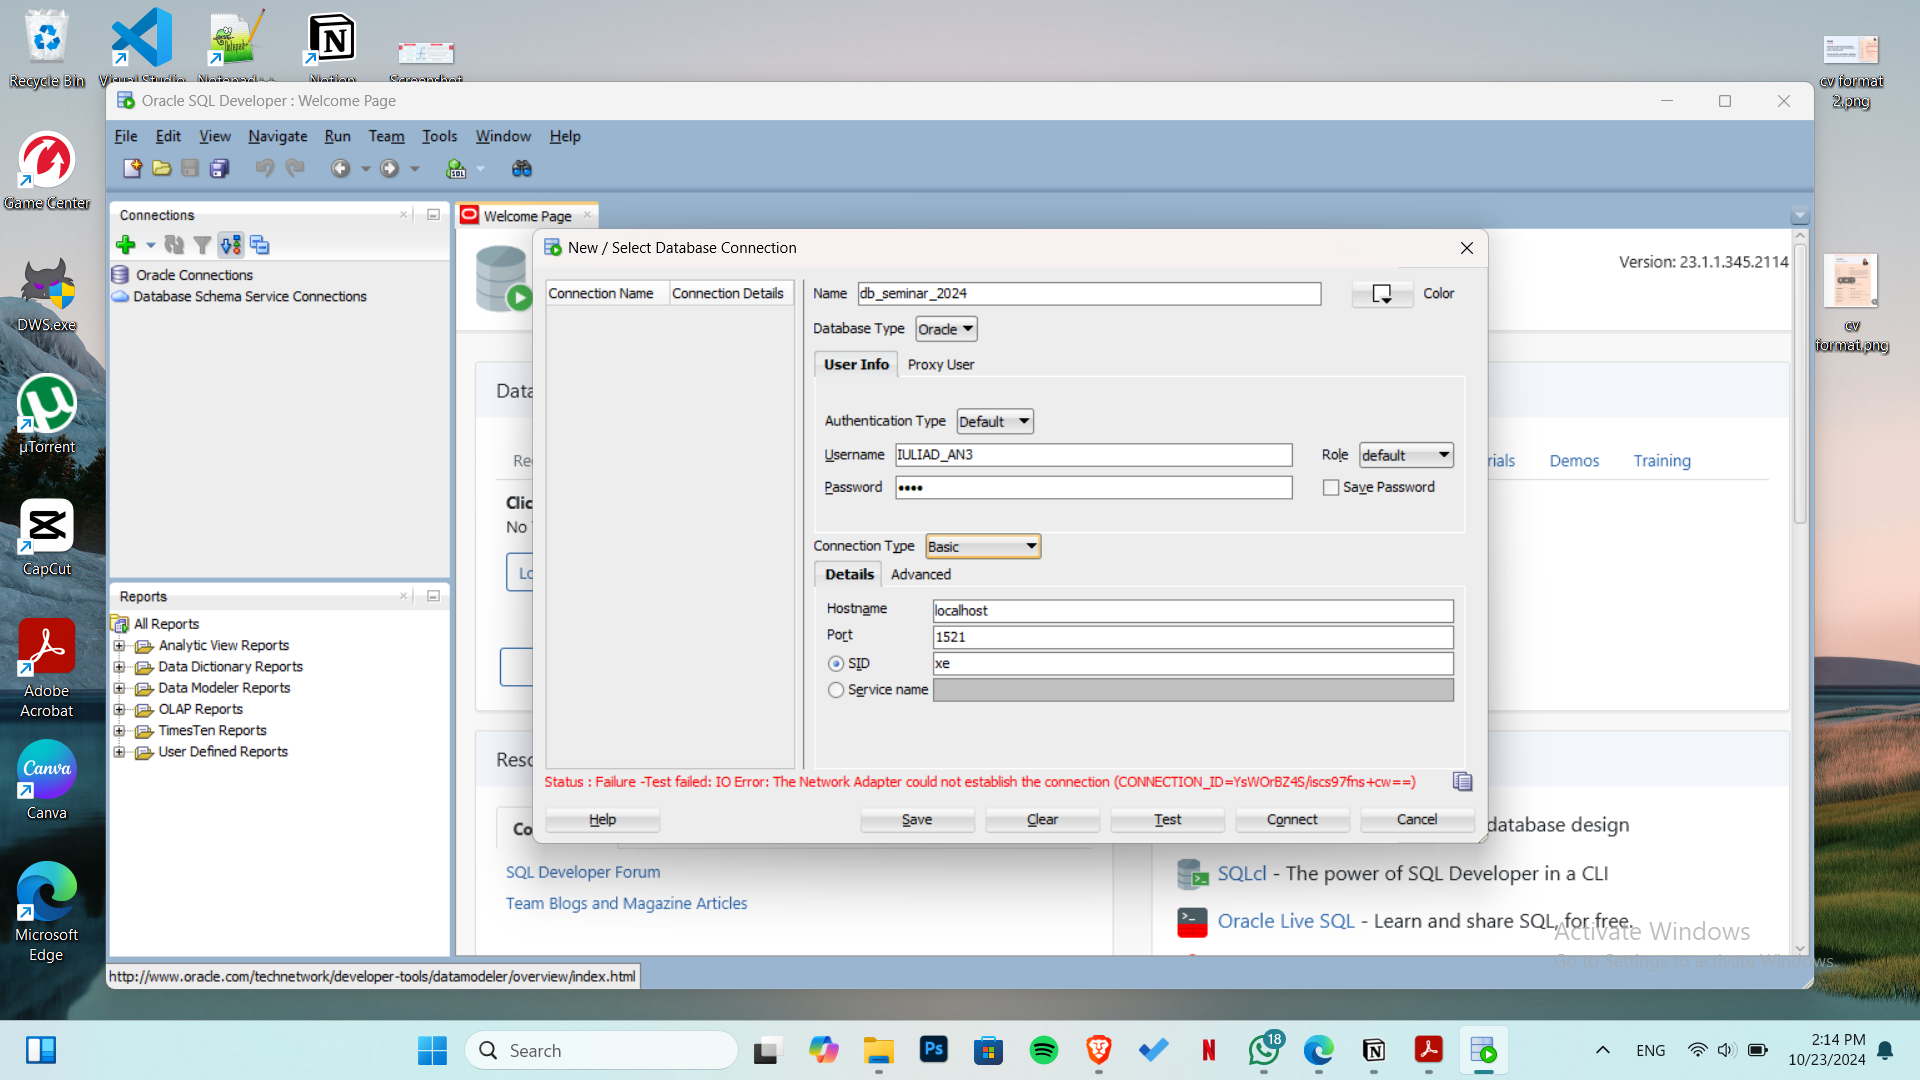 Recycle Bin
Visual Studio
Notepad++
Notion
Screenshot
cv format
2.png
Oracle SQL Developer : Welcome Page
File Edit View Navigate Run Team Tools Window Help
Game Center
Connections
Welcome Page
New / Select Database Connection
Oracle Connections
Database Schema Service Connections
Version: 23.1.1.345.2114
Connection Name Connection Details
Name db_seminar_2024 Color
DWS.exe
Database Type Oracle
cv
format.png
User Info Proxy User
Data
Authentication Type Default
Username IULIAD_AN3 Role default
Password •••• Save Password
µTorrent
Re
Clic
No
Lo
rials Demos Training
Connection Type Basic
Details Advanced
CapCut
Reports
Hostname localhost
Port 1521
SID xe
Service name
All Reports
Analytic View Reports
Data Dictionary Reports
Data Modeler Reports
OLAP Reports
TimesTen Reports
User Defined Reports
Adobe
Acrobat
Reso
Status : Failure -Test failed: IO Error: The Network Adapter could not establish the connection (CONNECTION_ID=YsWOrBZ4S/iscs97fns+cw==)
Help Save Clear Test Connect Cancel
Canva
Canva
Co
database design
SQL Developer Forum
Team Blogs and Magazine Articles
SQLcl - The power of SQL Developer in a CLI
Oracle Live SQL - Learn and share SQL, for free.
Activate Windows
Go to Settings to activate Windows.
Microsoft
Edge
http://www.oracle.com/technetwork/developer-tools/datamodeler/overview/index.html
Search
Ps
18
ENG
2:14 PM
10/23/2024